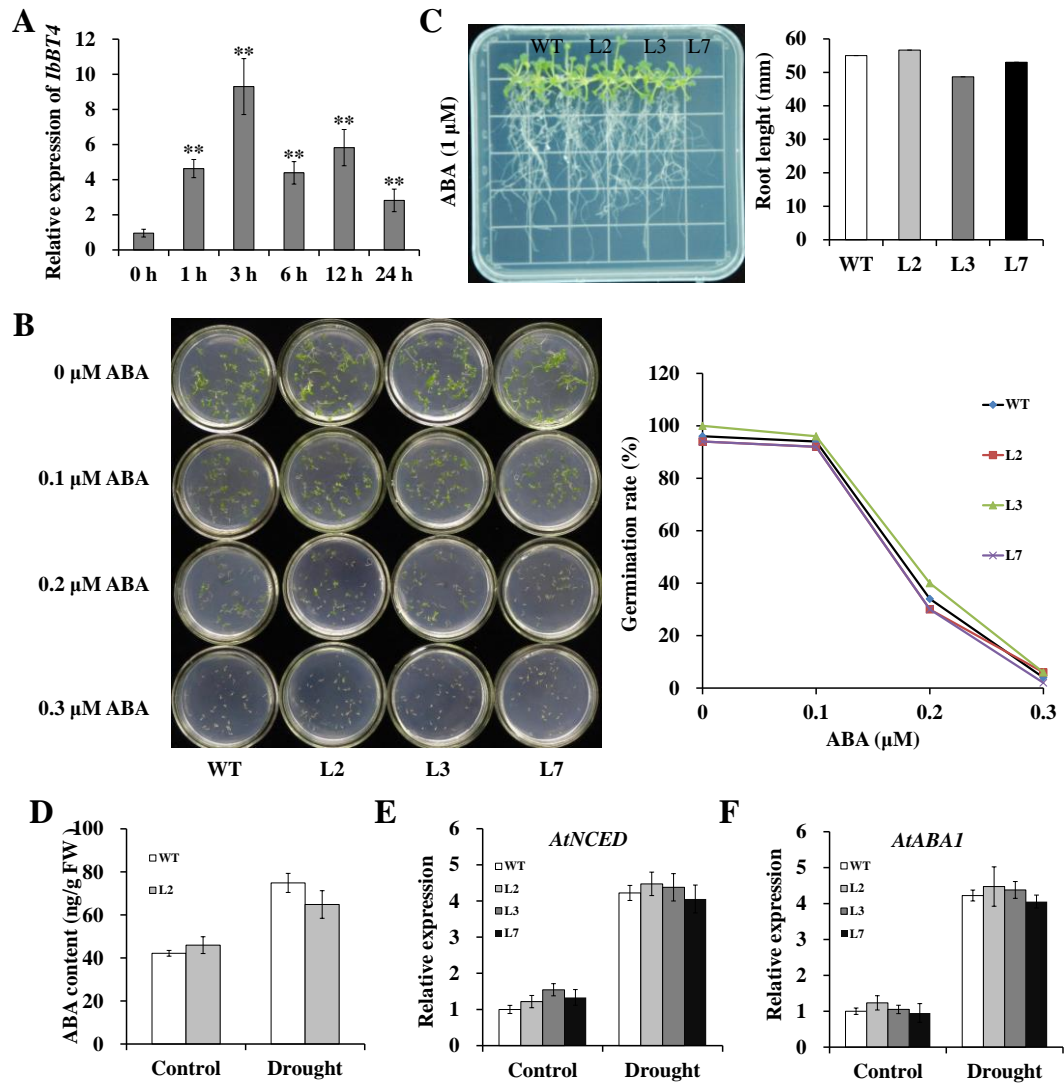 A
Relative expression of IbBT4
12
10
8
6
4
2
0
**
**
**
**
**
0 h 1 h 3 h 6 h 12 h 24 h
C
ABA (1 μM)
WT L2 L3 L7
Root lenght (mm)
60
50
40
30
20
10
0
WT L2 L3 L7
B
0 μM ABA
0.1 μM ABA
0.2 μM ABA
0.3 μM ABA
WT L2 L3 L7
Germination rate (%)
120
100
80
60
40
20
0
0 0.1 0.2 0.3
ABA (μM)
WT
L2
L3
L7
D
ABA content (ng/g FW )
100
80
60
40
20
0
WT
L2
Control Drought
E
AtNCED
Relative expression
6
5
4
3
2
1
0
WT
L2
L3
L7
Control Drought
F
AtABA1
Relative expression
6
5
4
3
2
1
0
WT
L2
L3
L7
Control Drought